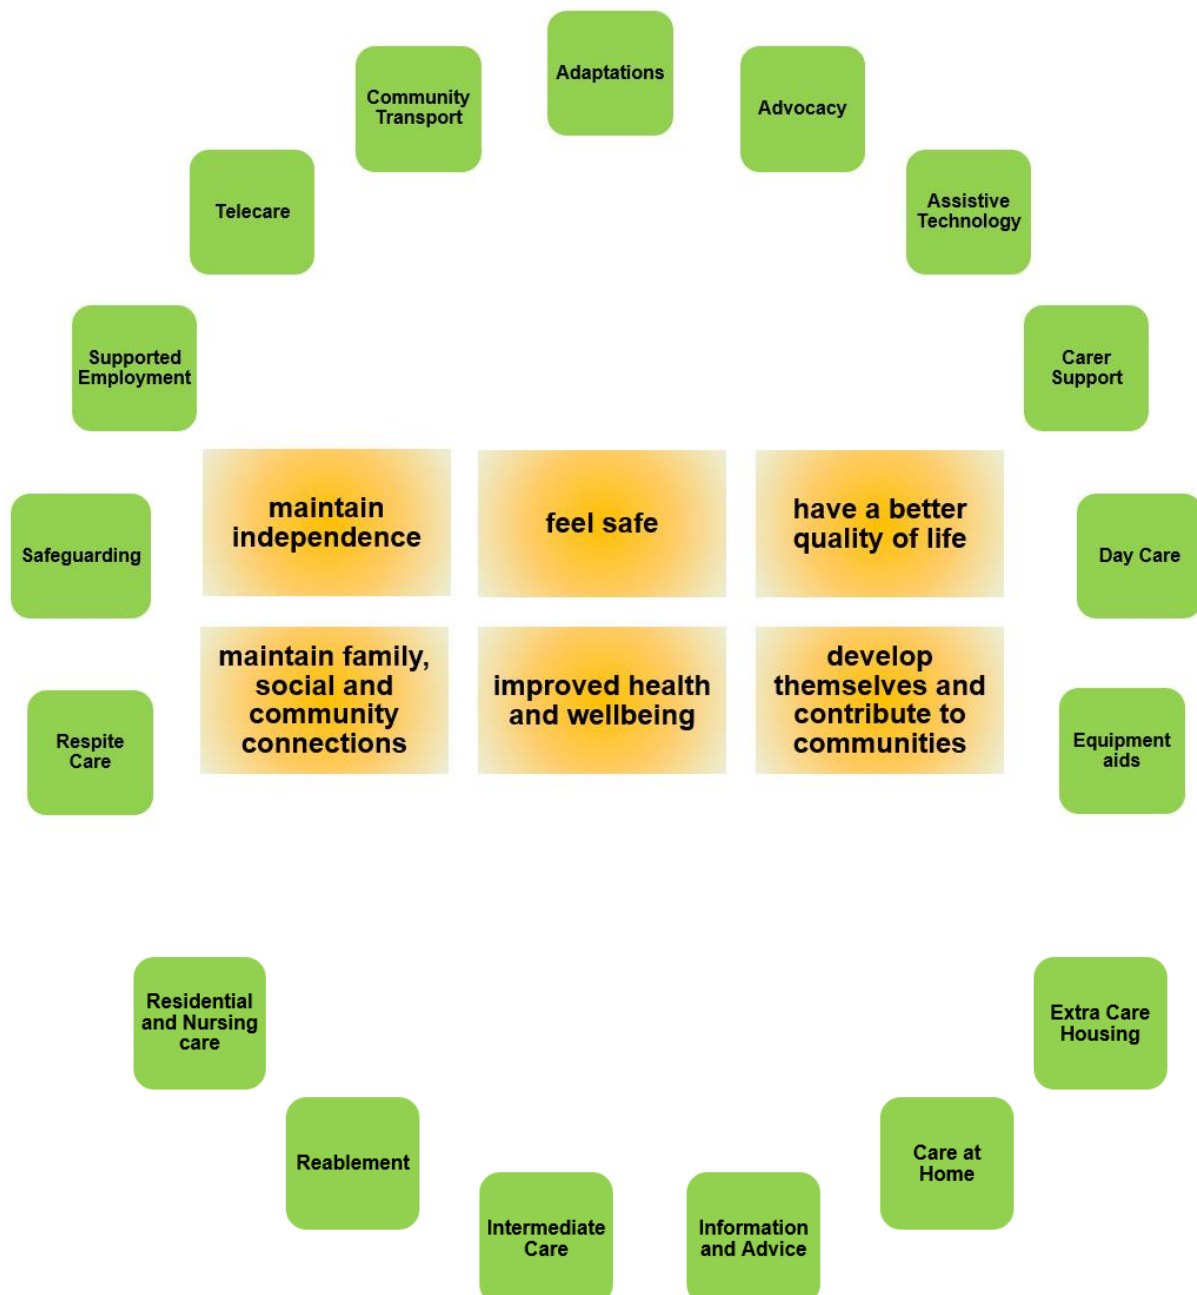 Adaptations
Community
Transport
Advocacy
Telecare
Assistive
Technology
Supported
Employment
Carer
Support
maintain
independence
feel safe
have a better
quality of life
Safeguarding
Day Care
maintain family,
social and
community
connections
improved health
and wellbeing
develop
themselves and
contribute to
communities
Respite
Care
Equipment
aids
Residential
and Nursing
care
Extra Care
Housing
Reablement
Care at
Home
Intermediate
Care
Information
and Advice